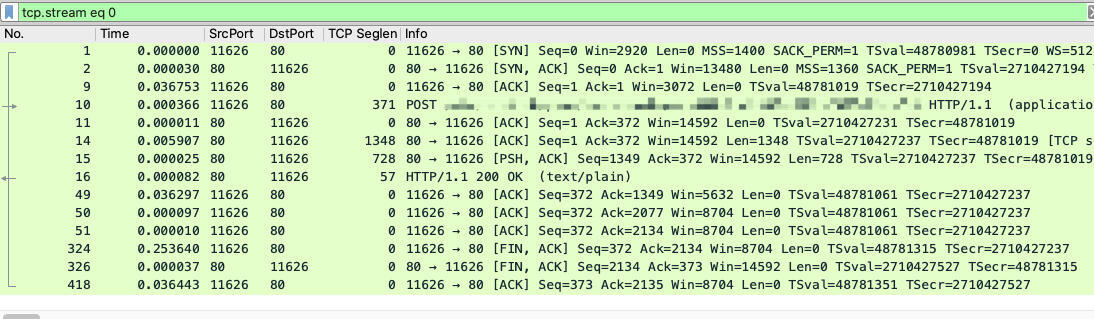 tcp.stream eq 0
No. Time SrcPort DstPort TCP Seglen Info
1 0.000000 11626 80 0 11626 → 80 [SYN] Seq=0 Win=2920 Len=0 MSS=1400 SACK_PERM=1 TSval=48780981 TSecr=0 WS=512
2 0.000030 80 11626 0 80 → 11626 [SYN, ACK] Seq=0 Ack=1 Win=13480 Len=0 MSS=1360 SACK_PERM=1 TSval=2710427194
9 0.036753 11626 80 0 11626 → 80 [ACK] Seq=1 Ack=1 Win=3072 Len=0 TSval=48781019 TSecr=2710427194
10 0.000366 11626 80 371 POST HTTP/1.1 (applicatio
11 0.000011 80 11626 0 80 → 11626 [ACK] Seq=1 Ack=372 Win=14592 Len=0 TSval=2710427231 TSecr=48781019
14 0.005907 80 11626 1348 80 → 11626 [ACK] Seq=1 Ack=372 Win=14592 Len=1348 TSval=2710427237 TSecr=48781019 [TCP s
15 0.000025 80 11626 728 80 → 11626 [PSH, ACK] Seq=1349 Ack=372 Win=14592 Len=728 TSval=2710427237 TSecr=48781019
16 0.000082 80 11626 57 HTTP/1.1 200 OK (text/plain)
49 0.036297 11626 80 0 11626 → 80 [ACK] Seq=372 Ack=1349 Win=5632 Len=0 TSval=48781061 TSecr=2710427237
50 0.000097 11626 80 0 11626 → 80 [ACK] Seq=372 Ack=2077 Win=8704 Len=0 TSval=48781061 TSecr=2710427237
51 0.000010 11626 80 0 11626 → 80 [ACK] Seq=372 Ack=2134 Win=8704 Len=0 TSval=48781061 TSecr=2710427237
324 0.253640 11626 80 0 11626 → 80 [FIN, ACK] Seq=372 Ack=2134 Win=8704 Len=0 TSval=48781315 TSecr=2710427237
326 0.000037 80 11626 0 80 → 11626 [FIN, ACK] Seq=2134 Ack=373 Win=14592 Len=0 TSval=2710427527 TSecr=48781315
418 0.036443 11626 80 0 11626 → 80 [ACK] Seq=373 Ack=2135 Win=8704 Len=0 TSval=48781351 TSecr=2710427527